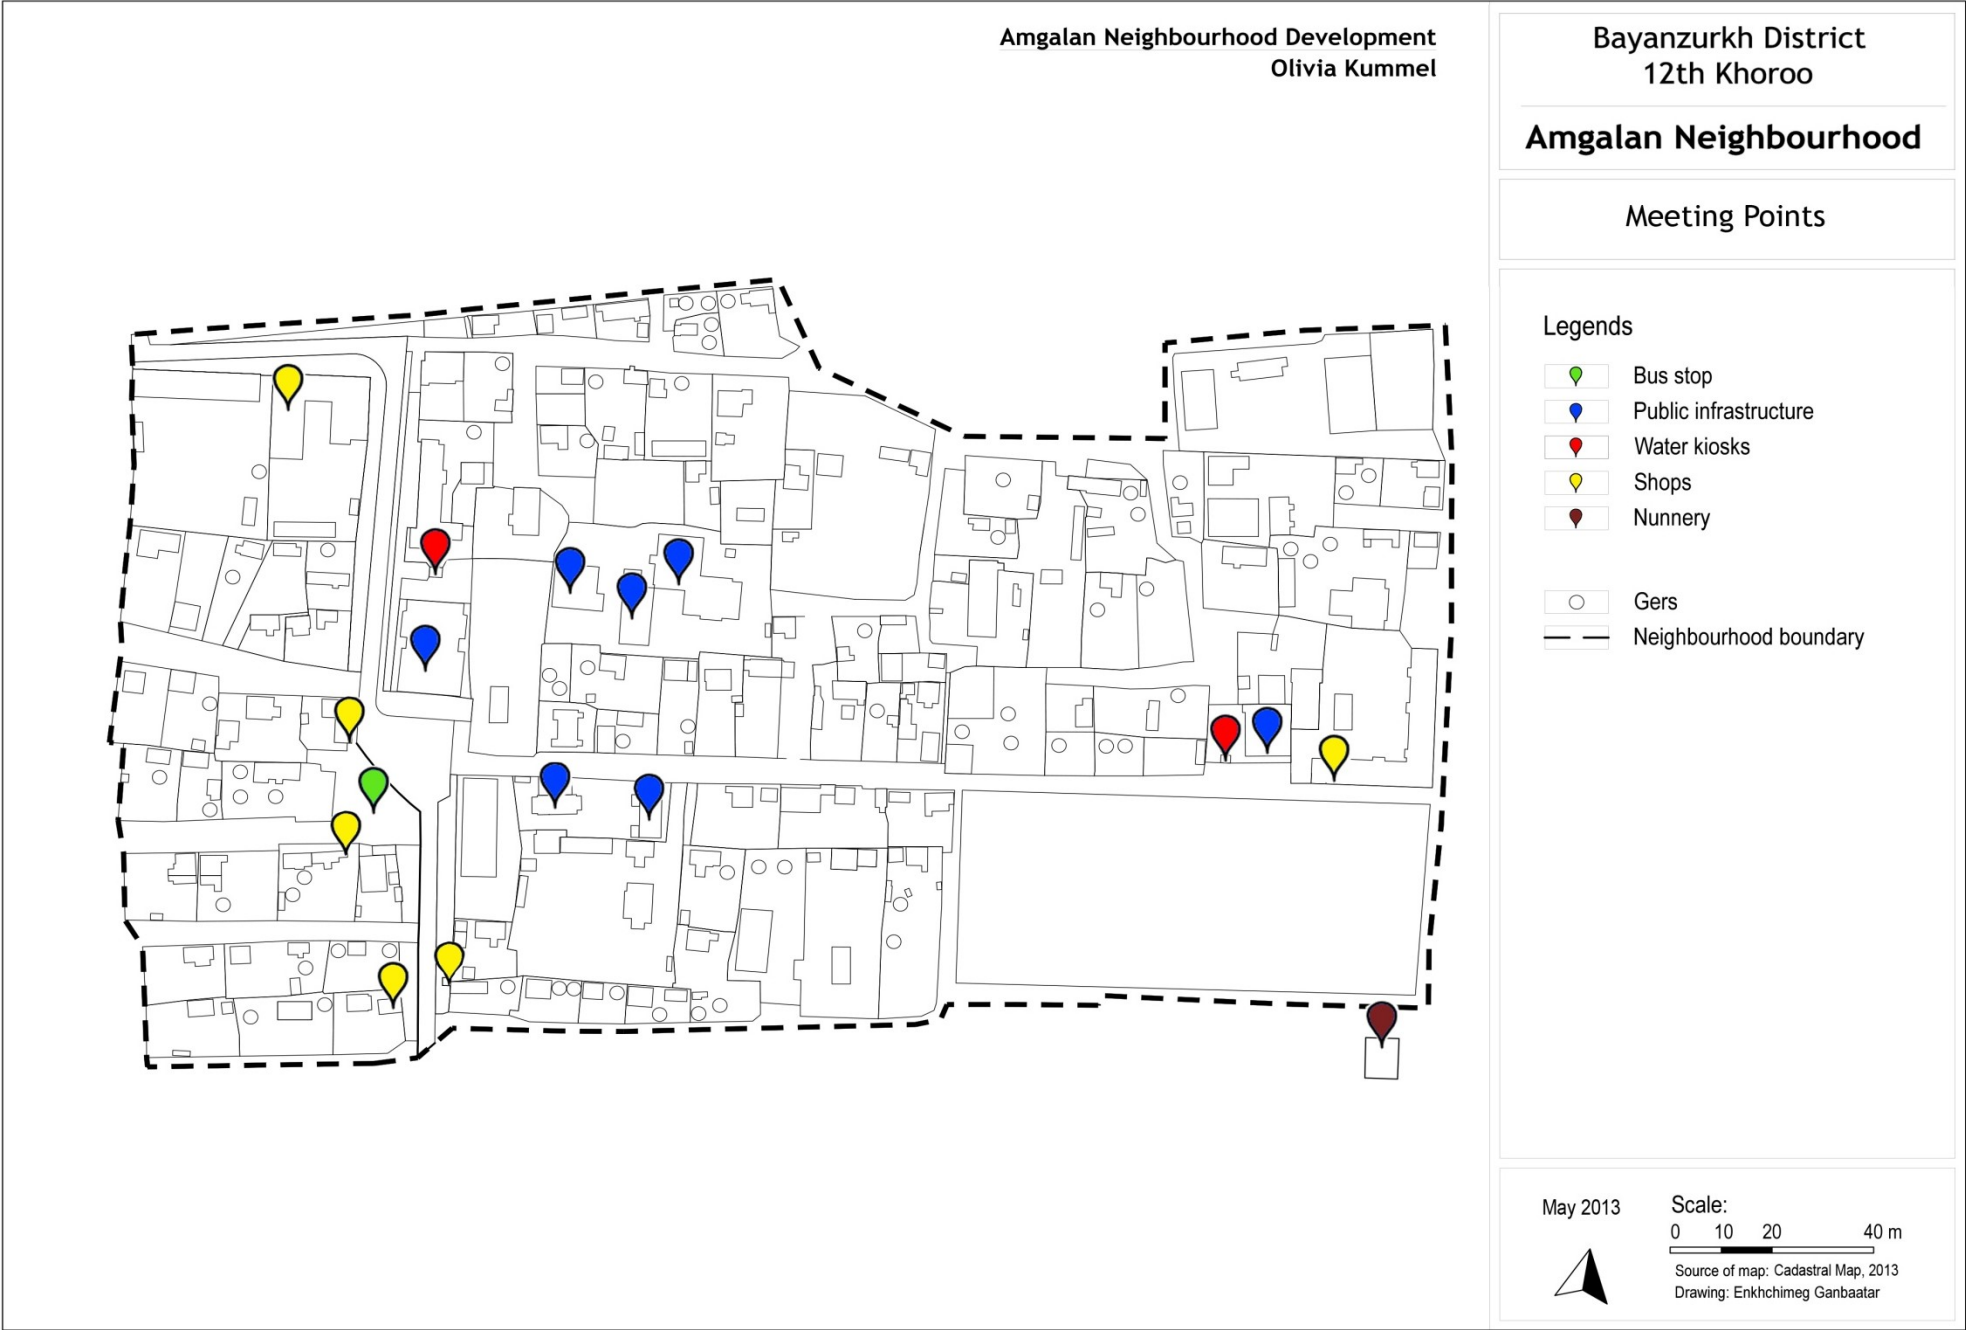 Amgalan Neighbourhood Development
Olivia Kummel
Bayanzurkh District
12th Khoroo
Amgalan Neighbourhood
Meeting Points
Legends
Bus stop
Public infrastructure
Water kiosks
Shops
Nunnery
Gers
Neighbourhood boundary
May 2013
Scale:
0 10 20 40 m
Source of map: Cadastral Map, 2013
Drawing: Enkhchimeg Ganbaatar